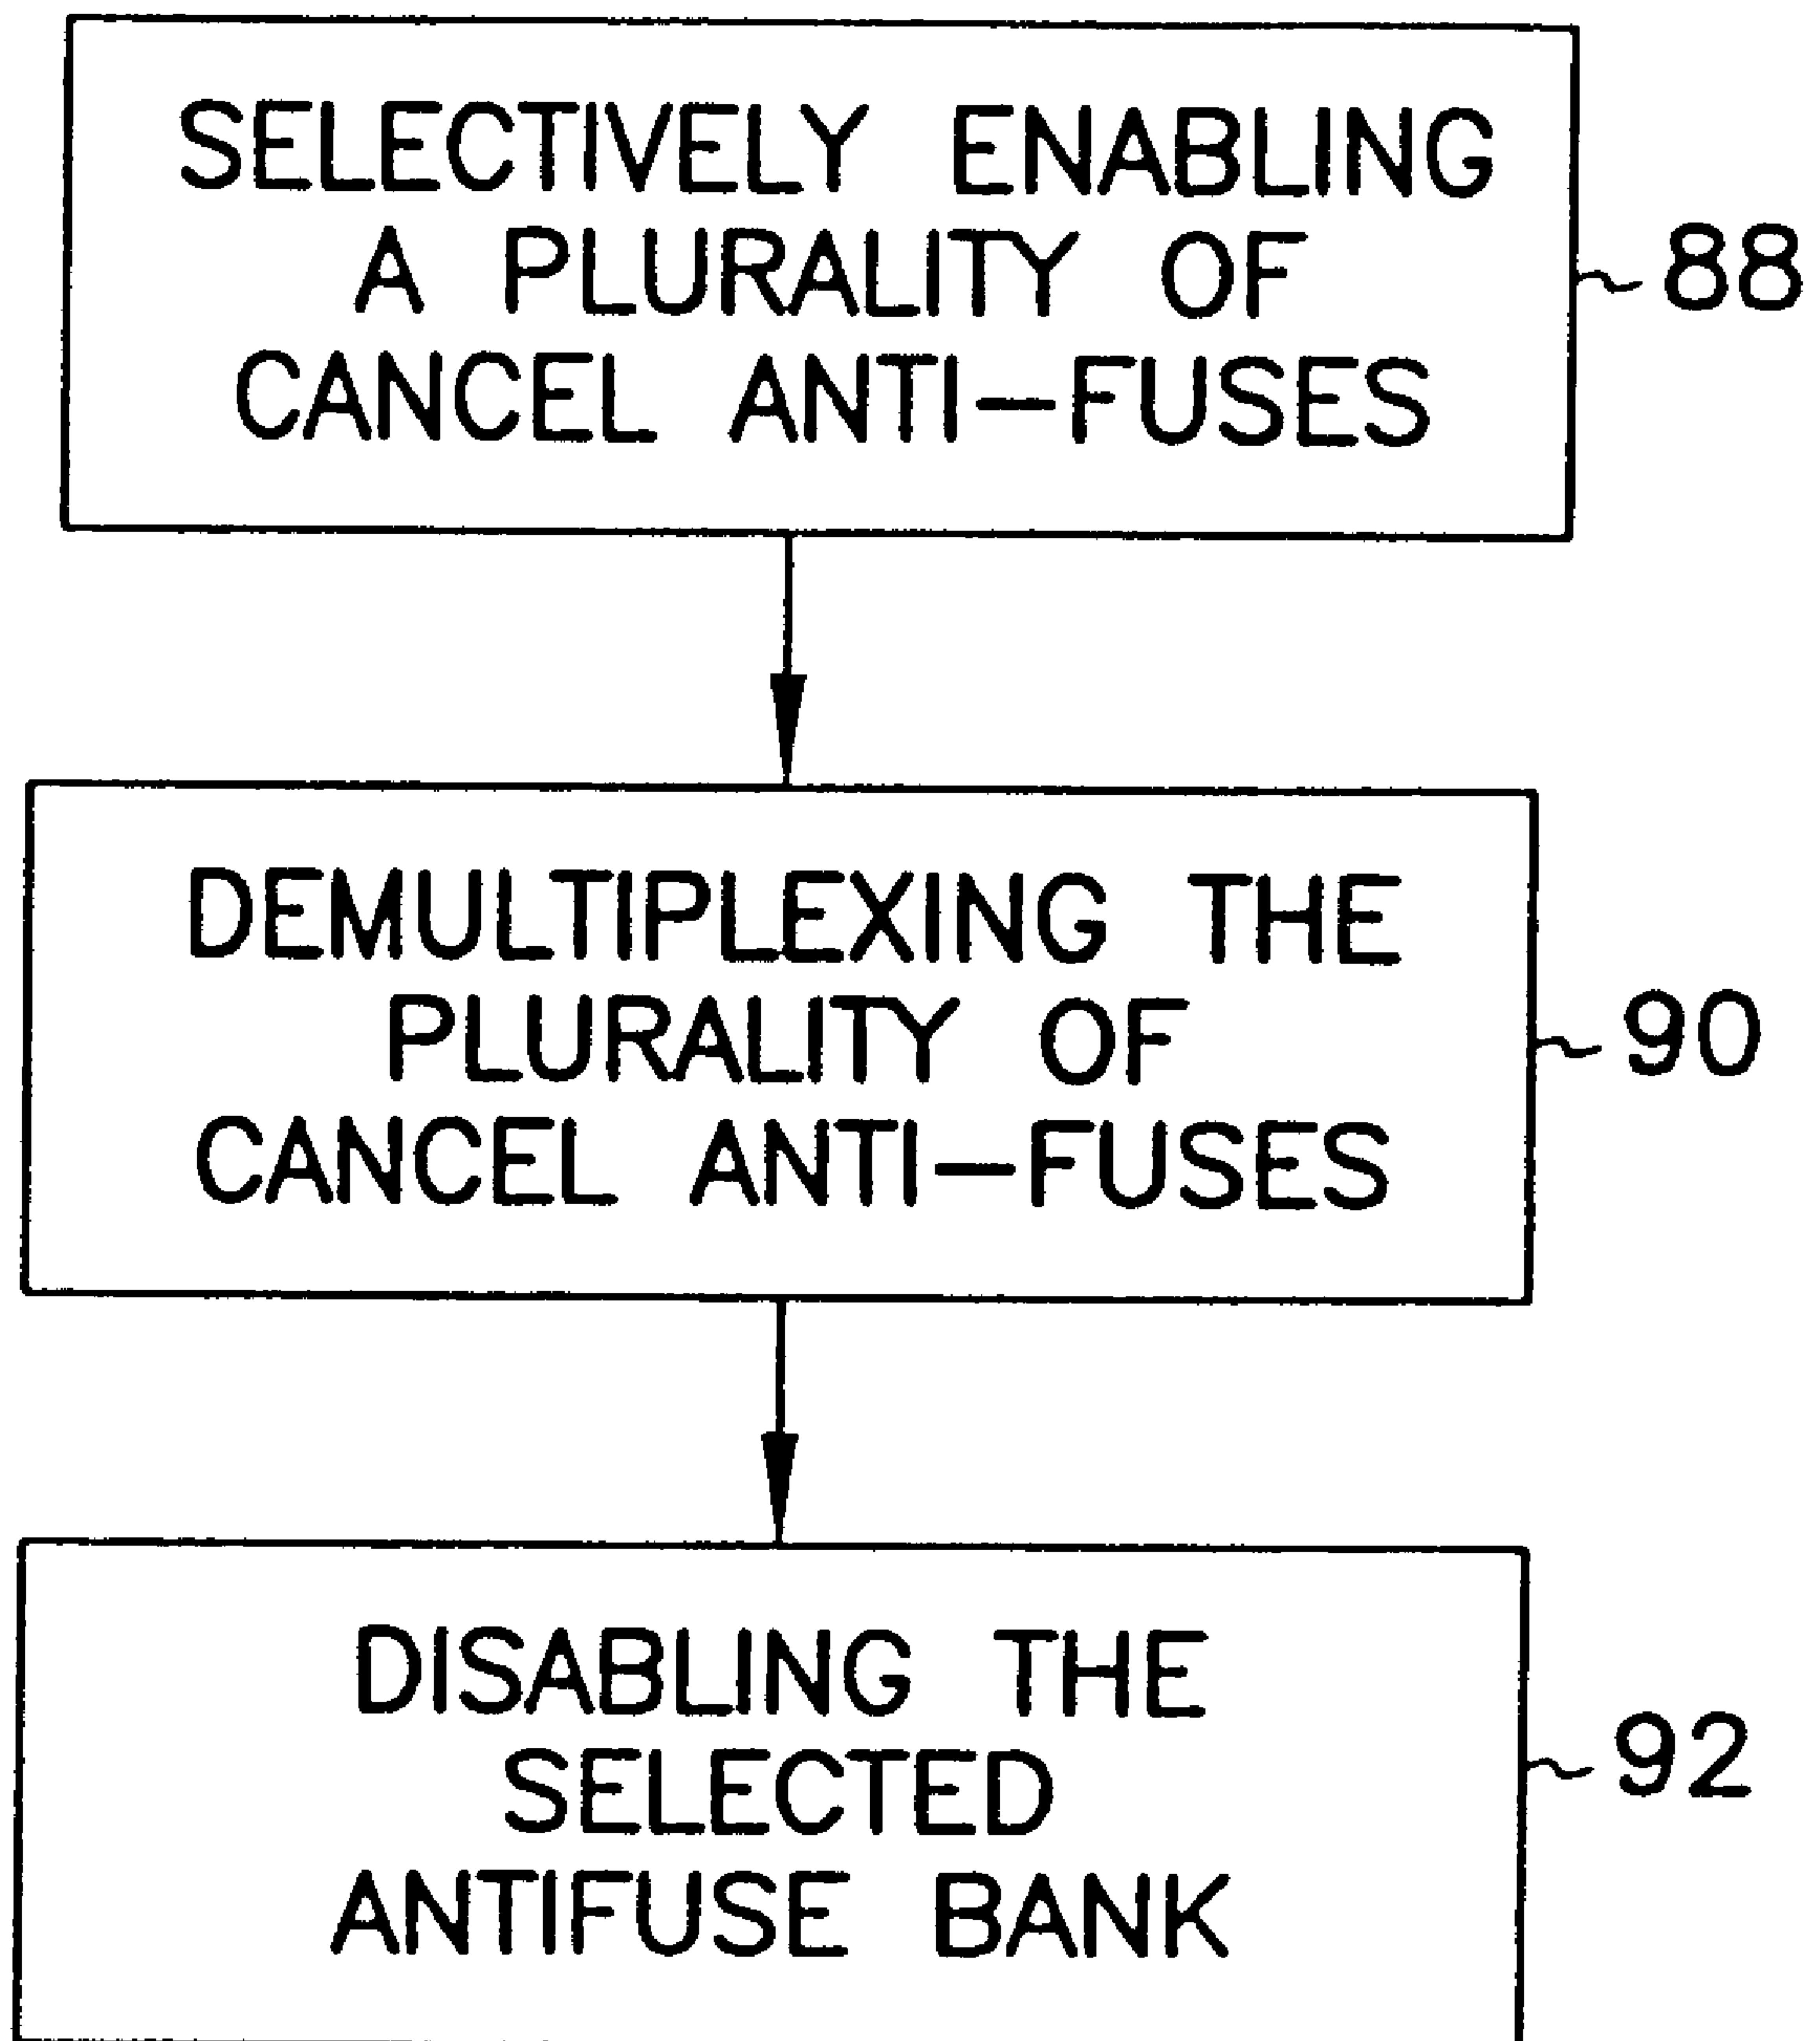 SELECTIVELY ENABLING
A PLURALITY OF
CANCEL ANTI-FUSES
88
DEMULTIPLEXING THE
PLURALITY OF
CANCEL ANTI-FUSES
90
DISABLING THE
SELECTED
ANTIFUSE BANK
92